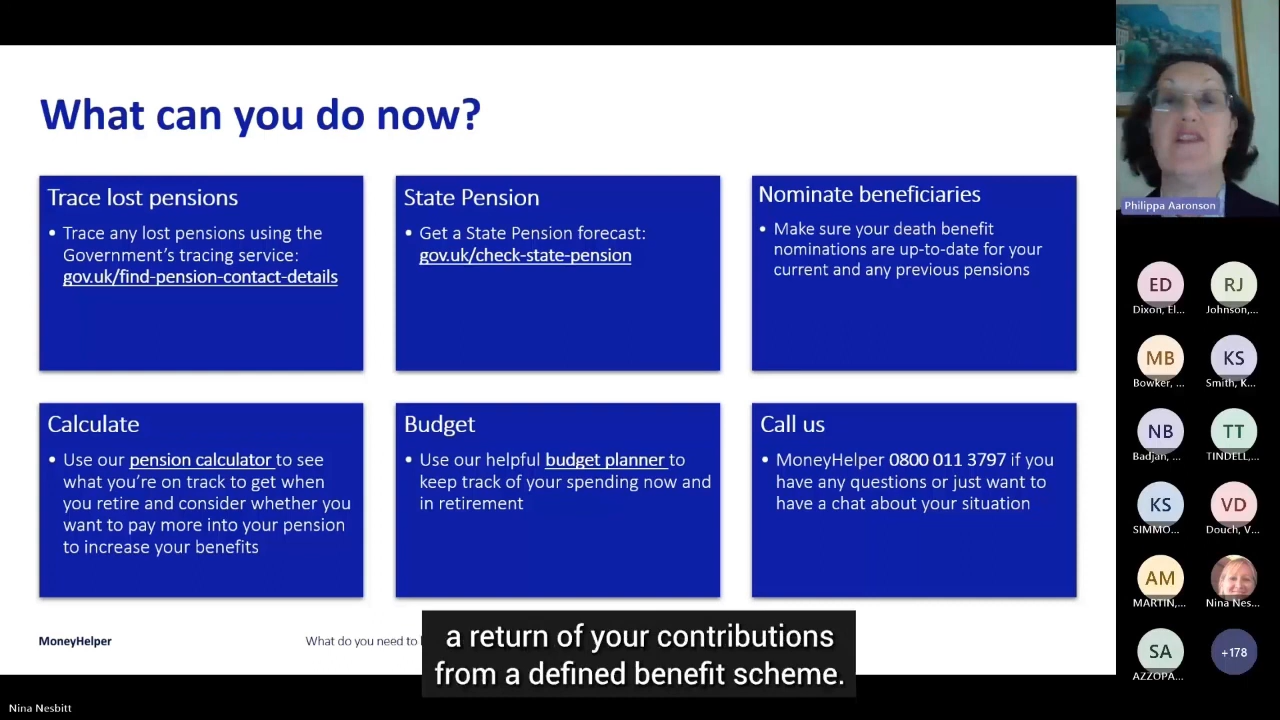 What can you do now?
Trace lost pensions
• Trace any lost pensions using the
Government's tracing service:
gov.uk/find-pension-contact-details
State Pension
• Get a State Pension forecast:
gov.uk/check-state-pension
Nominate beneficiaries
• Make sure your death benefit
nominations are up-to-date for your
current and any previous pensions
Calculate
• Use our pension calculator to see
what you're on track to get when
you retire and consider whether you
want to pay more into your pension
to increase your benefits
Budget
• Use our helpful budget planner to
keep track of your spending now and
in retirement
Call us
• MoneyHelper 0800 011 3797 if you
have any questions or just want to
have a chat about your situation
MoneyHelper
What do you need to
a return of your contributions
from a defined benefit scheme.
Nina Nesbitt
Philippa Aaronson
ED
Dixon, El...
RJ
Johnson,...
MB
Bowker, ...
KS
Smith, K...
NB
Badjan, ...
TT
TINDELL,...
KS
SIMMO...
VD
Douch, V...
AM
MARTIN,...
Nina Nes...
SA
AZZOPA...
+178